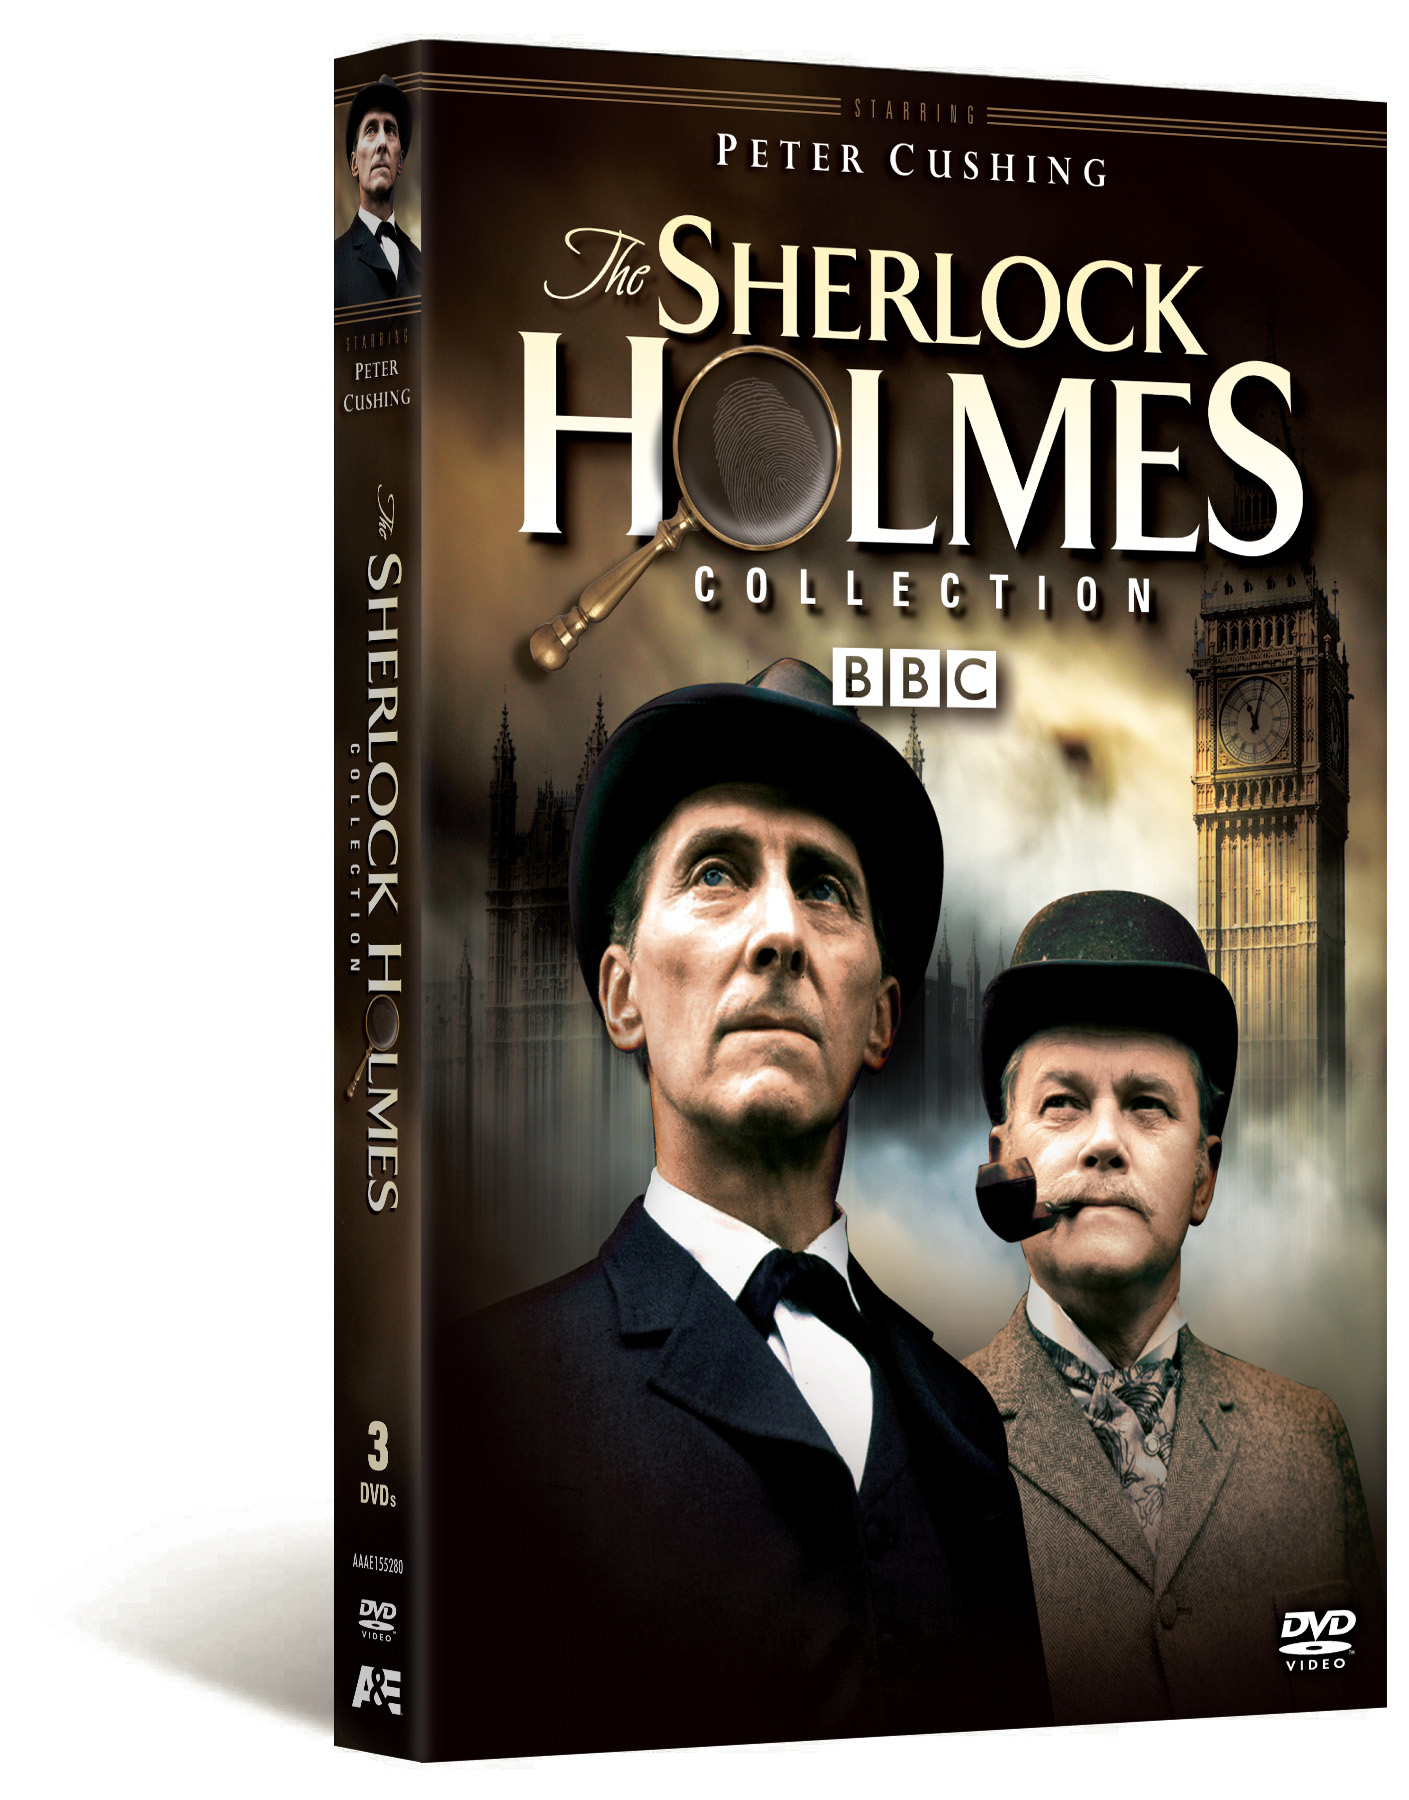 STARRING
PETER CUSHING
The SHERLOCK
HOLMES
COLLECTION
BBC
DVD
VIDEO
STARRING
PETER
CUSHING
The SHERLOCK HOLMES
COLLECTION
3
DVDs
AAAE155280
DVD
VIDEO
A&E